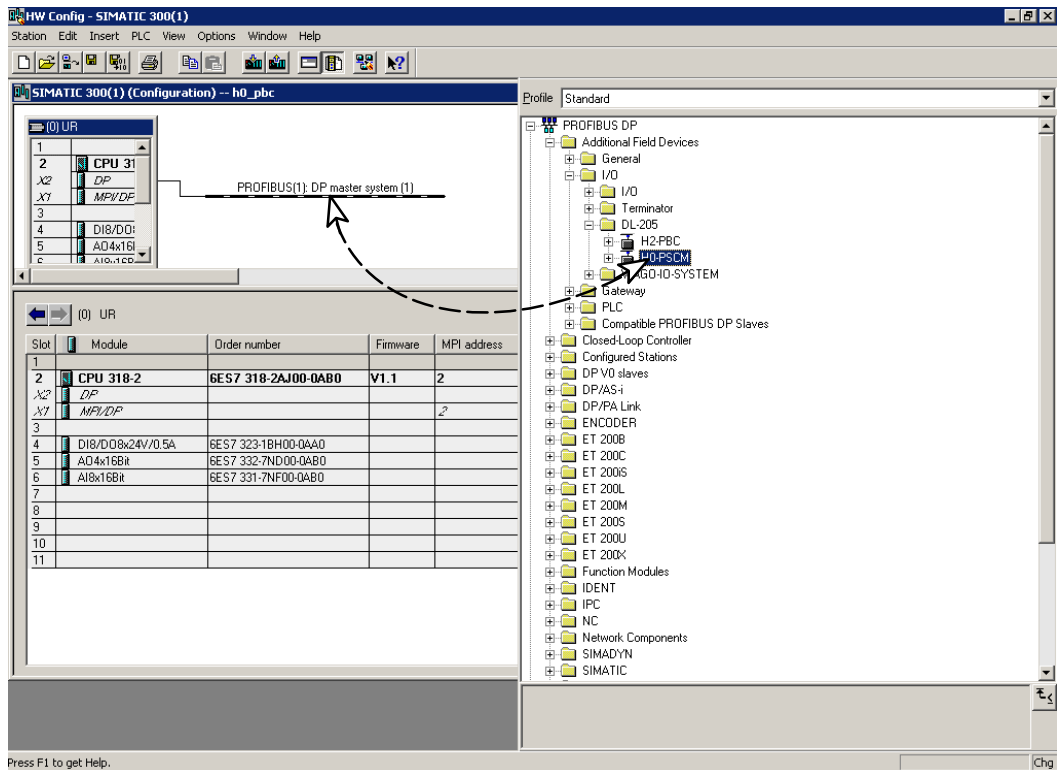 HW Config - SIMATIC 300(1)
Station Edit Insert PLC View Options Window Help
SIMATIC 300(1) (Configuration) -- h0_pbc
(0) UR
1
2 CPU 31
X2 DP
X1 MPI/DP
3
4 DI8/DO
5 AO4x16
PROFIBUS(1): DP master system (1)
(0) UR
Slot Module Order number Firmware MPI address
1
2 CPU 318-2 6ES7 318-2AJ00-0AB0 V1.1 2
X2 DP
X1 MPI/DP 2
3
4 DI8/DO8x24V/0.5A 6ES7 323-1BH00-0AA0
5 AO4x16Bit 6ES7 332-7ND00-0AB0
6 AI8x16Bit 6ES7 331-7NF00-0AB0
7
8
9
10
11
Profile Standard
PROFIBUS DP
Additional Field Devices
General
I/O
I/O
Terminator
DL-205
H2-PBC
H0-PSCM
AGO-IO-SYSTEM
Gateway
PLC
Compatible PROFIBUS DP Slaves
Closed-Loop Controller
Configured Stations
DP V0 slaves
DP/AS-i
DP/PA Link
ENCODER
ET 200B
ET 200C
ET 200iS
ET 200L
ET 200M
ET 200S
ET 200U
ET 200X
Function Modules
IDENT
IPC
NC
Network Components
SIMADYN
SIMATIC
Press F1 to get Help.
Chg